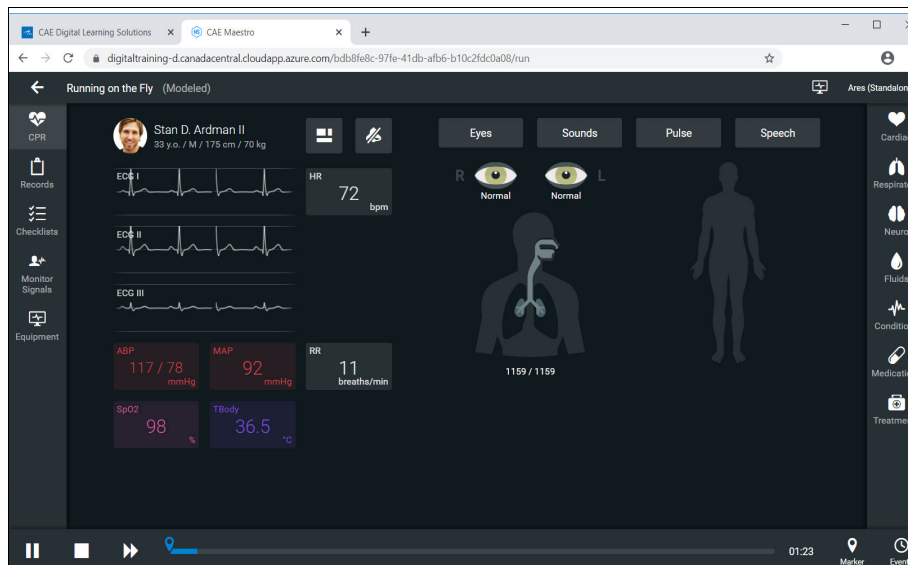 CAE Digital Learning Solutions
CAE Maestro
digitaltraining-d.canadacentral.cloudapp.azure.com/bdb8fe8c-97fe-41db-afb6-b10c2fdc0a08/run
Running on the Fly (Modeled)
Ares (Standalon
CPR
Records
Checklists
Monitor
Signals
Equipment
Stan D. Ardman II
33 y.o. / M / 175 cm / 70 kg
Eyes
Sounds
Pulse
Speech
ECG I
HR
72
bpm
ECG II
ECG III
ABP
117 / 78
mmHg
MAP
92
mmHg
RR
11
breaths/min
SpO2
98
%
TBody
36.5
°C
R
L
Normal
Normal
1159 / 1159
Cardia
Respirato
Neuro
Fluids
Conditio
Medicati
Treatme
01:23
Marker
Event